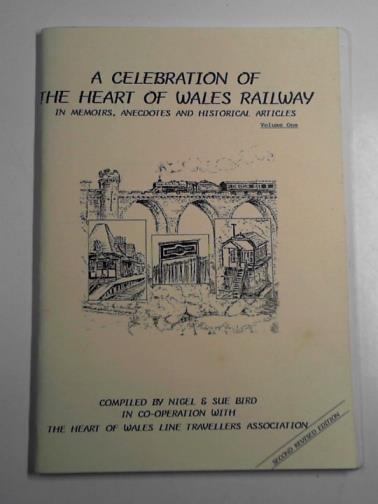 A CELEBRATION OF
THE HEART OF WALES RAILWAY
IN MEMOIRS, ANECDOTES AND HISTORICAL ARTICLES
Volume One
COMPILED BY NIGEL & SUE BIRD
IN CO-OPERATION WITH
THE HEART OF WALES LINE TRAVELLERS ASSOCIATION
SECOND REVISED EDITION